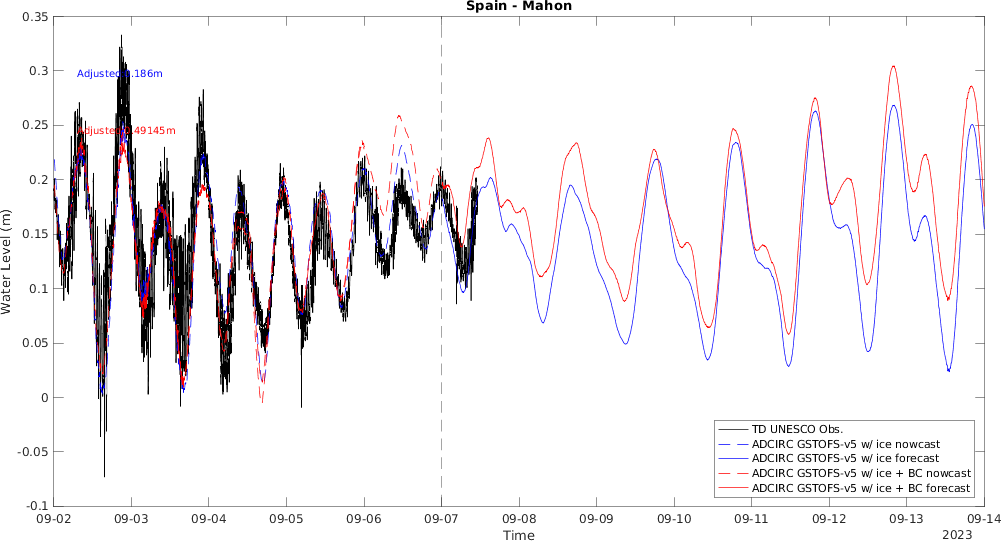 Spain - Mahon
0.35
0.3
0.25
0.2
0.15
0.1
0.05
0
-0.05
-0.1
Water Level (m)
Adjusted
.186m
Adjusted
.49145m
TD UNESCO Obs.
ADCIRC GSTOFS-v5 w/ ice nowcast
ADCIRC GSTOFS-v5 w/ ice forecast
ADCIRC GSTOFS-v5 w/ ice + BC nowcast
ADCIRC GSTOFS-v5 w/ ice + BC forecast
09-02 09-03 09-04 09-05 09-06 09-07 09-08 09-09 09-10 09-11 09-12 09-13 09-14
Time
2023